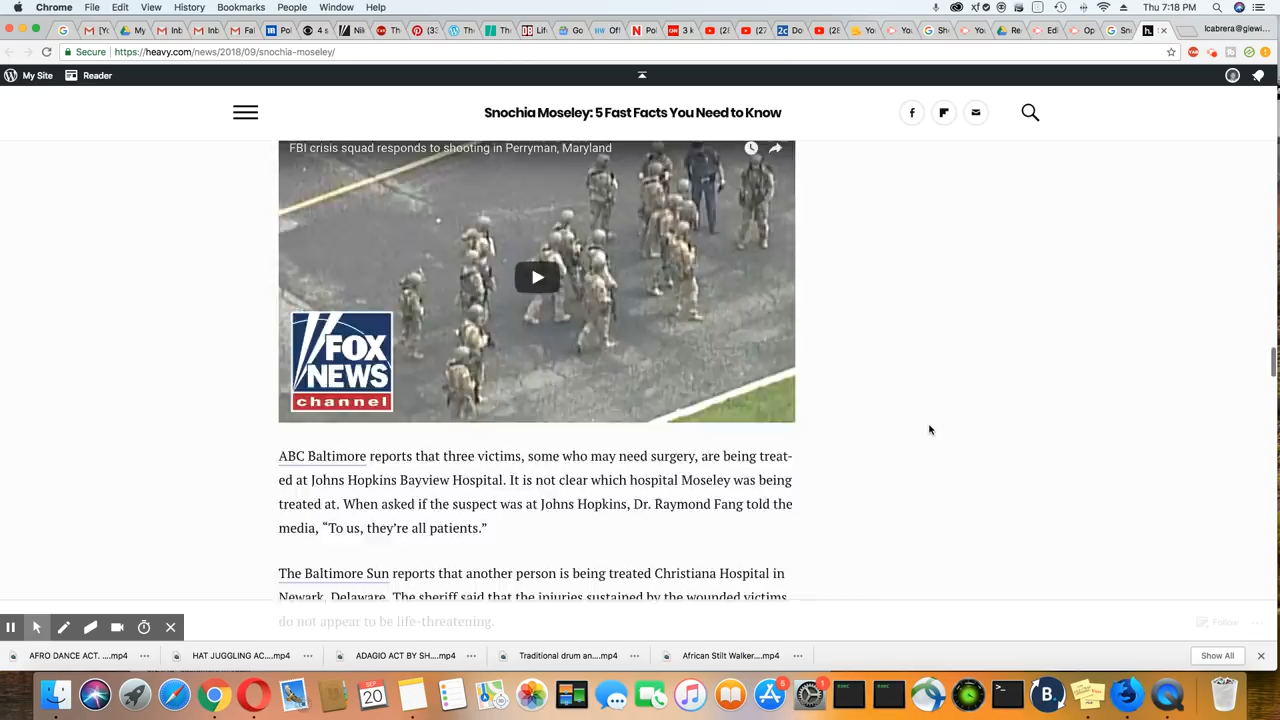 Chrome File Edit View History Bookmarks People Window Help Thu 7:18 PM
Secure https://heavy.com/news/2018/09/snochia-moseley/
My Site Reader
Snochia Moseley: 5 Fast Facts You Need to Know
FBI crisis squad responds to shooting in Perryman, Maryland
FOX
NEWS
channel
ABC Baltimore reports that three victims, some who may need surgery, are being treat-
ed at Johns Hopkins Bayview Hospital. It is not clear which hospital Moseley was being
treated at. When asked if the suspect was at Johns Hopkins, Dr. Raymond Fang told the
media, “To us, they’re all patients.”
The Baltimore Sun reports that another person is being treated Christiana Hospital in
Newark, Delaware. The sheriff said that the injuries sustained by the wounded victims
do not appear to be life-threatening.
Follow
AFRO DANCE ACT. ....mp4 HAT JUGGLING AC....mp4 ADAGIO ACT BY SH....mp4 Traditional drum an....mp4 African Stilt Walker....mp4 Show All
SEP
20